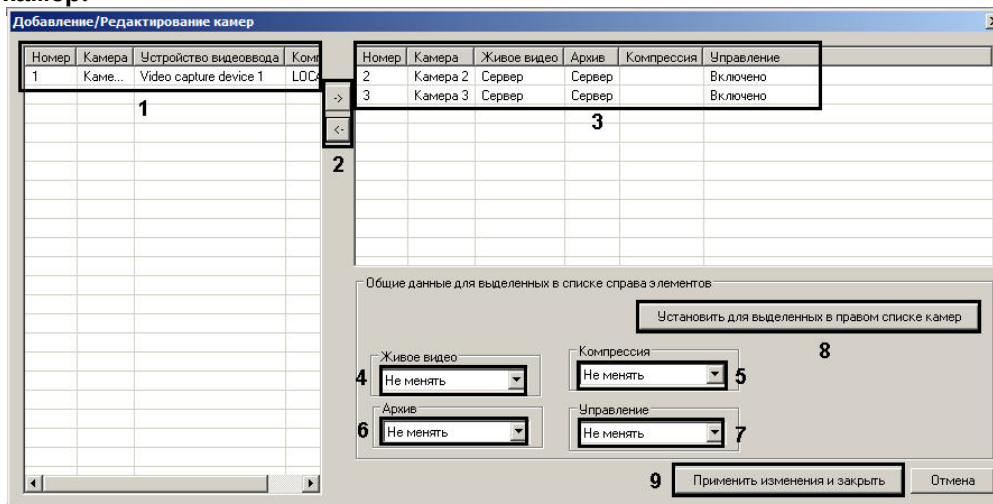 Добавление/Редактирование камер
Номер Камера Устройство видеоввода Комп
1 Каме... Video capture device 1 LOCA
1
->
<-
2
Номер Камера Живое видео Архив Компрессия Управление
2 Камера 2 Сервер Сервер Включено
3 Камера 3 Сервер Сервер Включено
3
Общие данные для выделенных в списке справа элементов
Установить для выделенных в правом списке камер
8
Живое видео
4 Не менять
Компрессия
Не менять 5
Архив
6 Не менять
Управление
Не менять 7
9 Применить изменения и закрыть Отмена